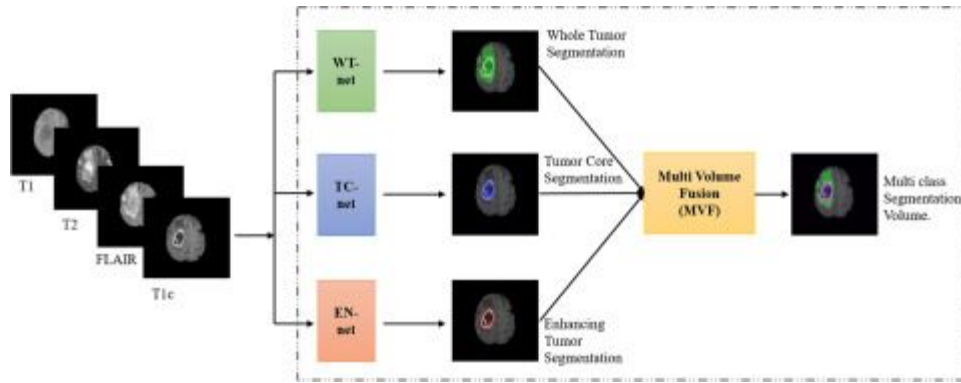 T1
T2
FLAIR
T1c
WT-
net
Whole Tumor
Segmentation
TC-
net
Tumor Core
Segmentation
EN-
net
Enhancing
Tumor
Segmentation
Multi Volume
Fusion
(MVF)
Multi class
Segmentation
Volume.